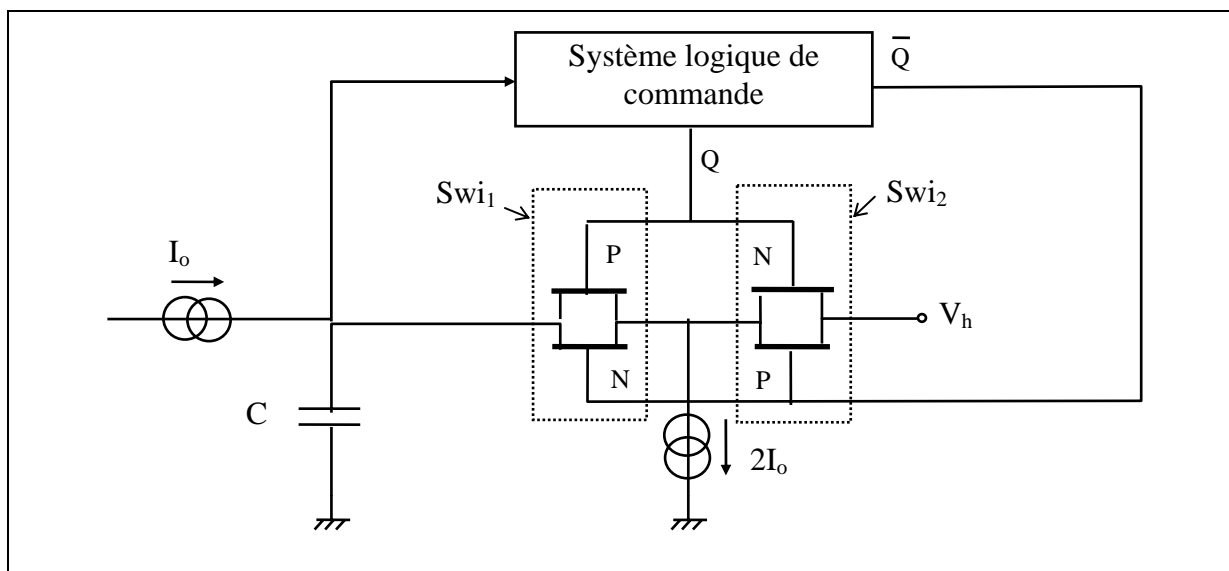 Système logique de
commande
Q̅
Q
Swi₁
Swi₂
P
N
Iₒ
Vₕ
N
P
C
2Iₒ